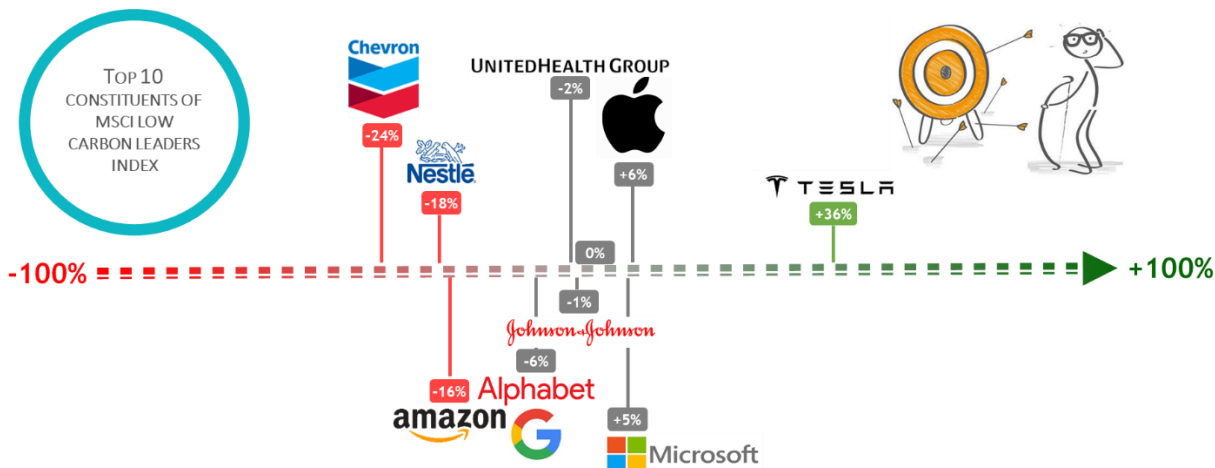 TOP 10
CONSTITUENTS OF
MSCI LOW
CARBON LEADERS
INDEX
Chevron
-24%
Nestlé
-18%
UNITEDHEALTH GROUP
-2%
+6%
TESLA
+36%
-100%
0%
+100%
-1%
Johnson & Johnson
-6%
-16%
Alphabet
amazon
G
+5%
Microsoft